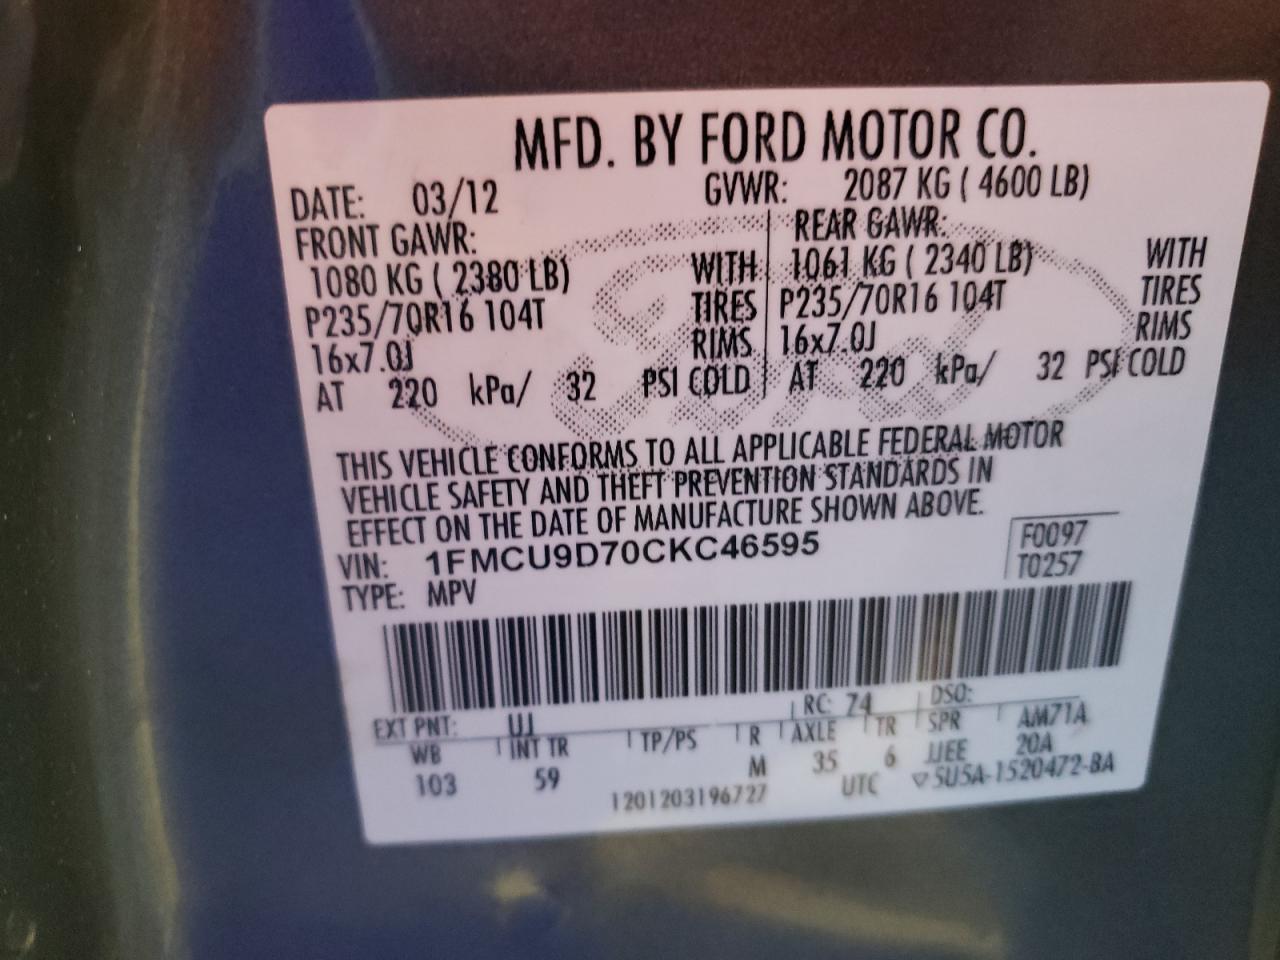 MFD. BY FORD MOTOR CO.
DATE: 03/12 GVWR: 2087 KG ( 4600 LB)
FRONT GAWR: REAR GAWR:
1080 KG ( 2380 LB) WITH 1061 KG ( 2340 LB) WITH
P235/70R16 104T TIRES P235/70R16 104T TIRES
16x7.0J RIMS 16x7.0J RIMS
AT 220 kPa/ 32 PSI COLD AT 220 kPa/ 32 PSI COLD
Ford
THIS VEHICLE CONFORMS TO ALL APPLICABLE FEDERAL MOTOR
VEHICLE SAFETY AND THEFT PREVENTION STANDARDS IN
EFFECT ON THE DATE OF MANUFACTURE SHOWN ABOVE.
VIN: 1FMCU9D70CKC46595 F0097
TYPE: MPV T0257
EXT PNT: UJ RC: 74 DSO:
WB INT TR TP/PS R AXLE TR SPR AM71A
103 59 M 35 6 JJEE 20A
1201203196727 UTC ▽5U5A-1520472-BA